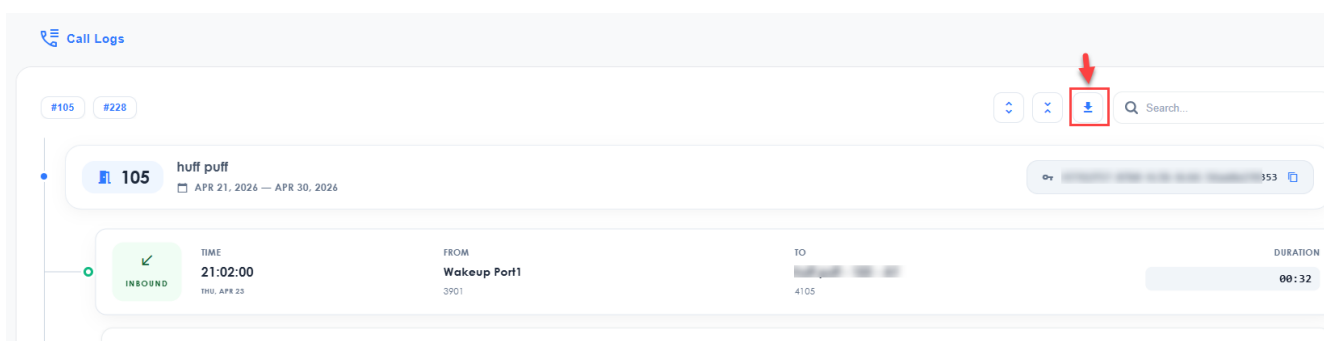 Call Logs
#105 #228 Search...
105 huff puff
APR 21, 2026 — APR 30, 2026
353
INBOUND
TIME FROM TO DURATION
21:02:00 Wakeup Port1 00:32
THU, APR 23 3901 4105